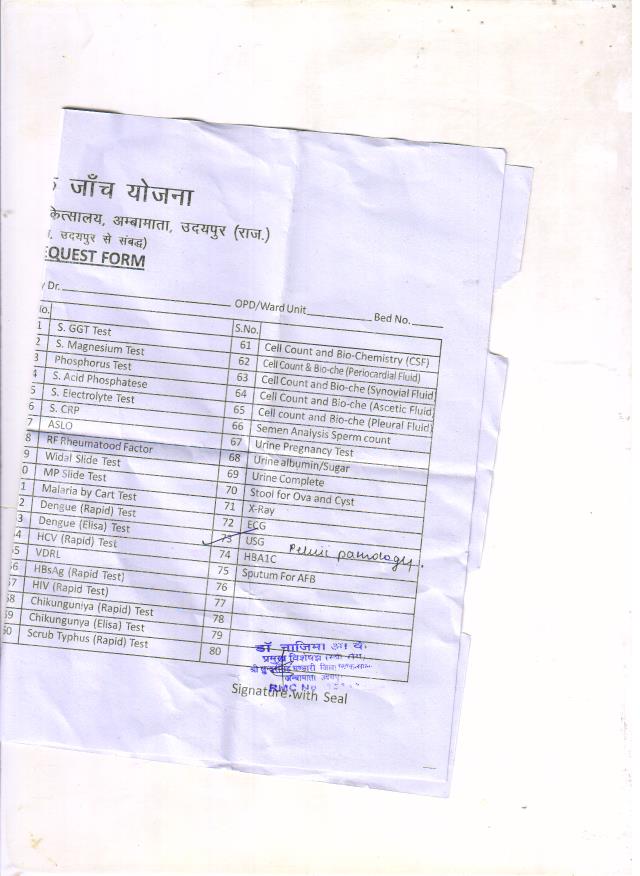 जाँच योजना
केत्सालय, अम्बामाता, उदयपुर (राज.)
उदयपुर से संबद्ध)
EQUEST FORM
Dr. OPD/Ward Unit Bed No.
No. S.No.
1 S. GGT Test 61 Cell Count and Bio-Chemistry (CSF)
2 S. Magnesium Test 62 Cell Count & Bio-che (Periocardial Fluid)
3 Phosphorus Test 63 Cell Count and Bio-che (Synovial Fluid)
4 S. Acid Phosphatese 64 Cell Count and Bio-che (Ascetic Fluid)
5 S. Electrolyte Test 65 Cell count and Bio-che (Pleural Fluid)
6 S. CRP 66 Semen Analysis Sperm count
7 ASLO 67 Urine Pregnancy Test
8 RF Rheumatood Factor 68 Urine albumin/Sugar
9 Widal Slide Test 69 Urine Complete
0 MP Slide Test 70 Stool for Ova and Cyst
1 Malaria by Cart Test 71 X-Ray
2 Dengue (Rapid) Test 72 ECG
3 Dengue (Elisa) Test 73 USG
4 HCV (Rapid) Test 74 HBA1C
55 VDRL 75 Sputum For AFB
56 HBsAg (Rapid Test) 76
57 HIV (Rapid Test) 77
58 Chikunguniya (Rapid) Test 78
59 Chikungunya (Elisa) Test 79
60 Scrub Typhus (Rapid) Test 80
डॉ नाजिमा
प्रमुख विशेषज्ञ
अम्बामाता
RMC No
Signature with Seal